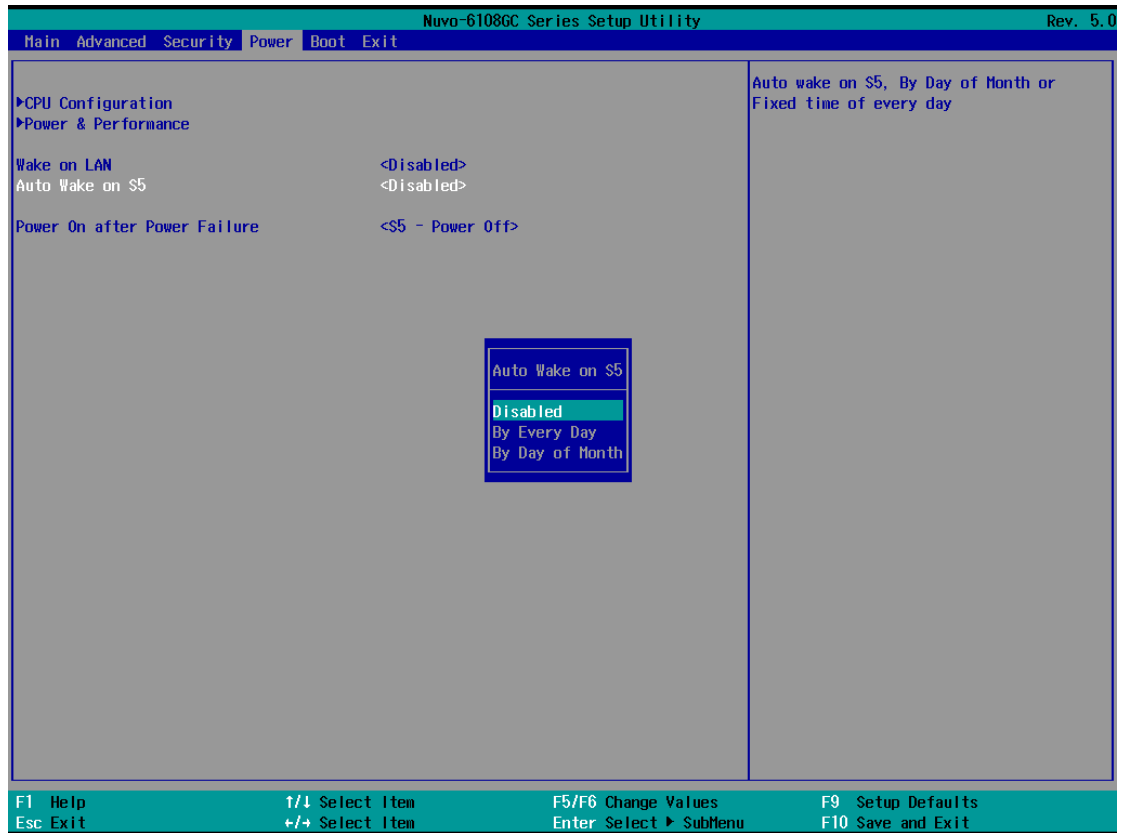 Nuvo-6108GC Series Setup Utility Rev. 5.0
Main Advanced Security Power Boot Exit
▶CPU Configuration
▶Power & Performance
Wake on LAN <Disabled>
Auto Wake on S5 <Disabled>
Power On after Power Failure <S5 - Power Off>
Auto wake on S5, By Day of Month or
Fixed time of every day
Auto Wake on S5
Disabled
By Every Day
By Day of Month
F1 Help ↑/↓ Select Item F5/F6 Change Values F9 Setup Defaults
Esc Exit ←/→ Select Item Enter Select ▶ SubMenu F10 Save and Exit